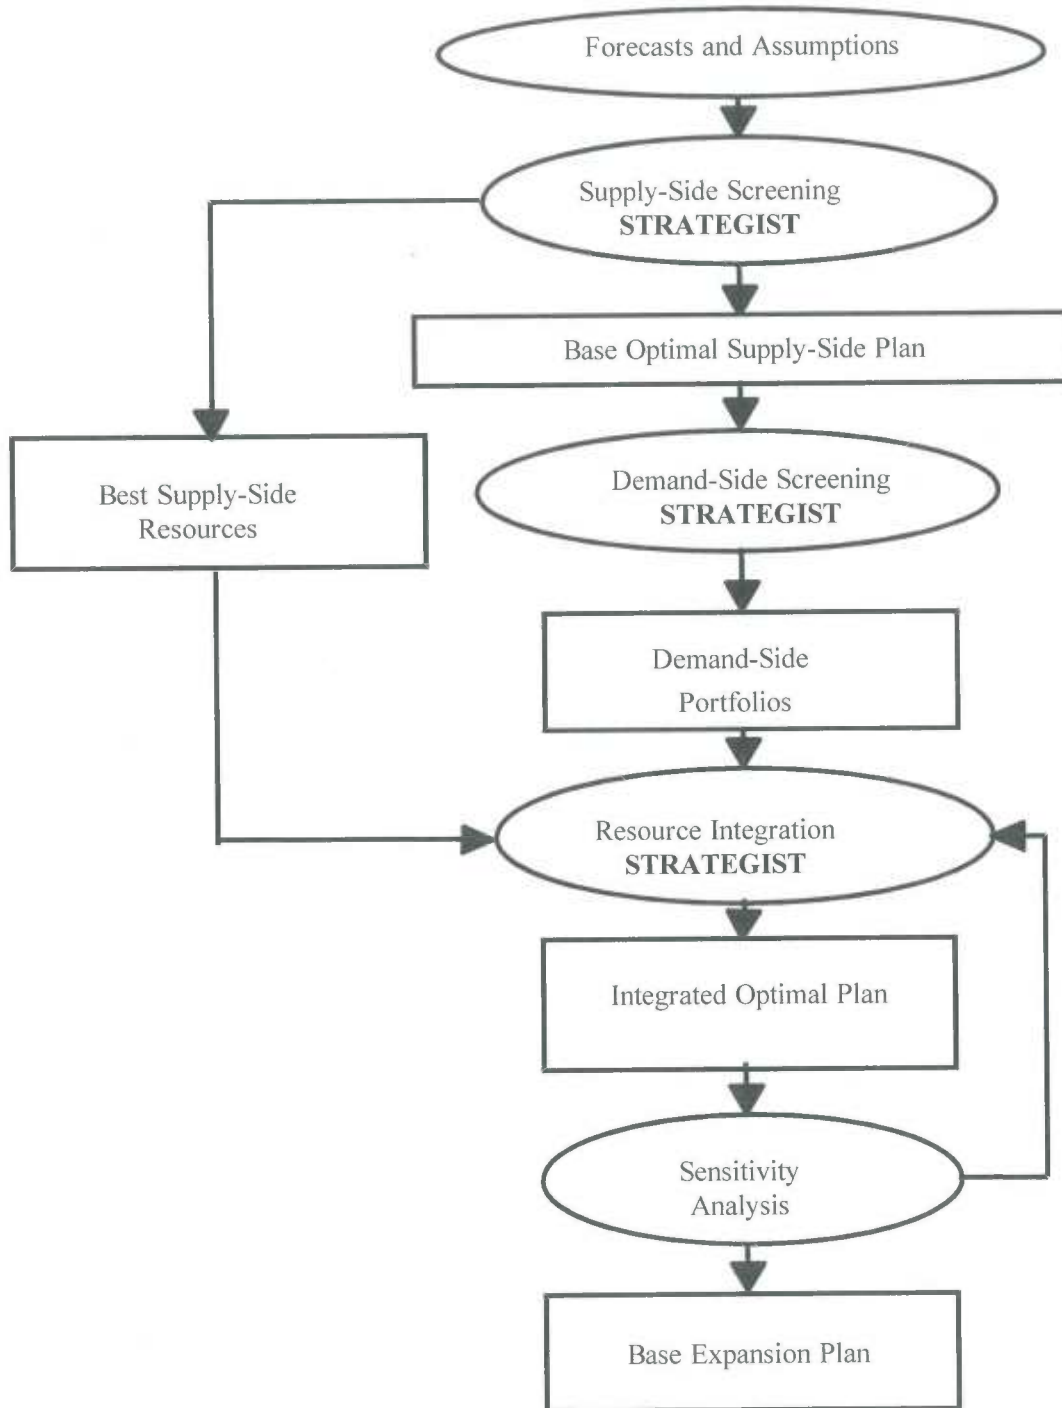 Forecasts and Assumptions
Supply-Side Screening
STRATEGIST
Base Optimal Supply-Side Plan
Best Supply-Side
Resources
Demand-Side Screening
STRATEGIST
Demand-Side
Portfolios
Resource Integration
STRATEGIST
Integrated Optimal Plan
Sensitivity
Analysis
Base Expansion Plan